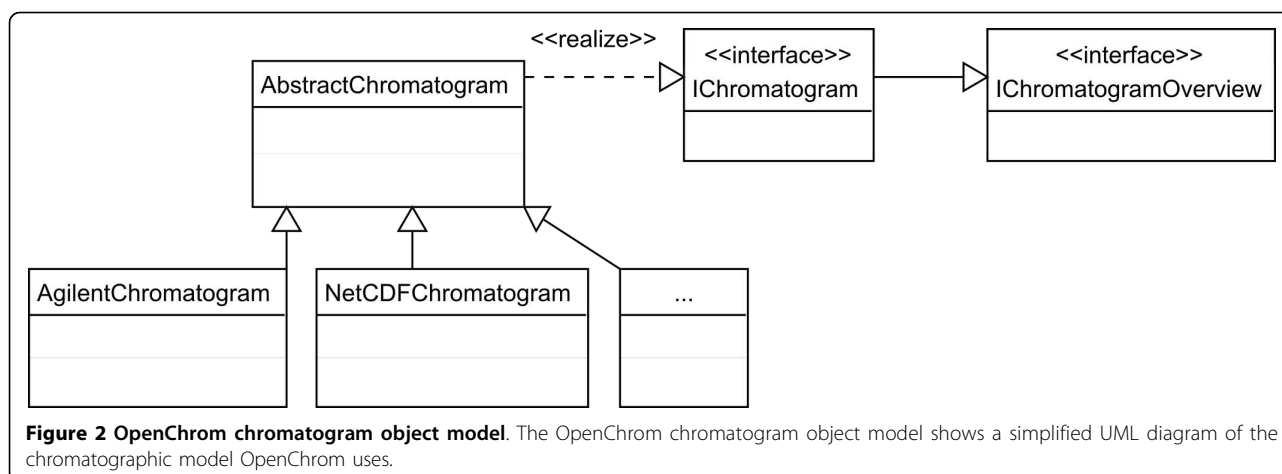 <<realize>>
<<interface>>
IChromatogram
<<interface>>
IChromatogramOverview
AbstractChromatogram
AgilentChromatogram
NetCDFChromatogram
...
Figure 2 OpenChrom chromatogram object model. The OpenChrom chromatogram object model shows a simplified UML diagram of the
chromatographic model OpenChrom uses.